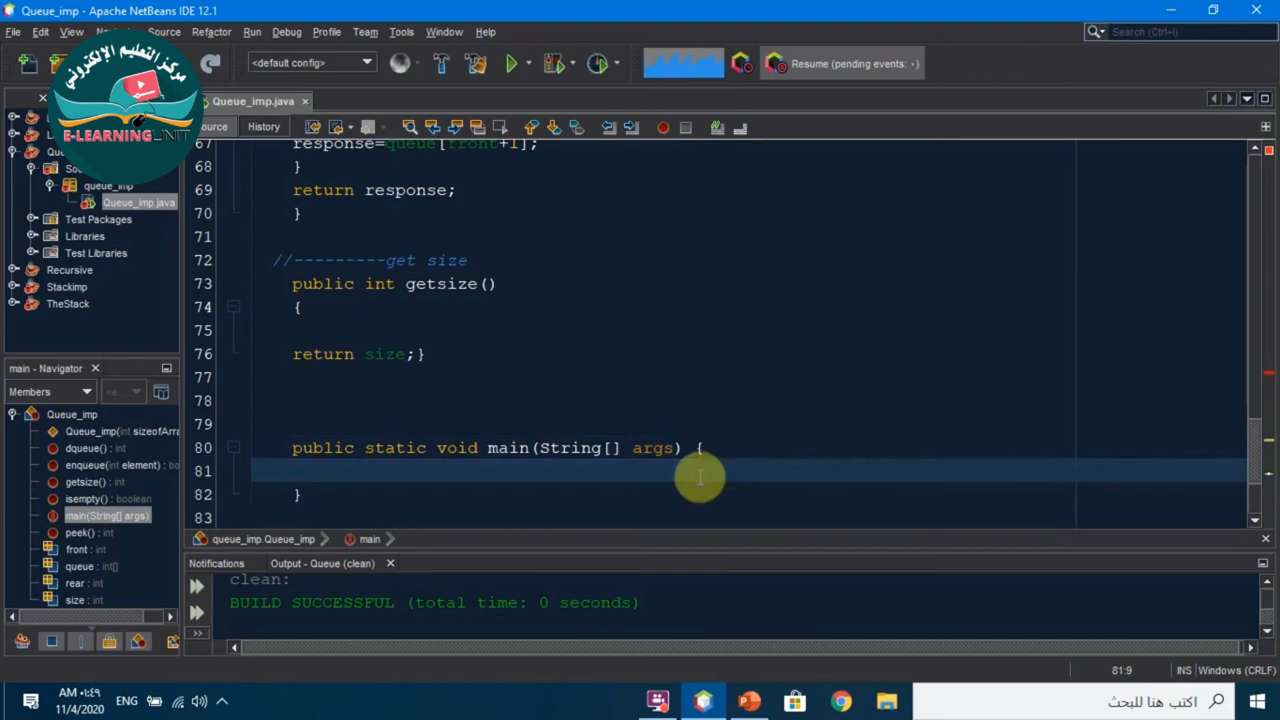 Queue_imp - Apache NetBeans IDE 12.1
File Edit View Source Refactor Run Debug Profile Team Tools Window Help
Search (Ctrl+I)
مركز التعليم الإلكتروني
E-LEARNING UNIT
<default config>
Resume (pending events: ٠)
Queue_imp.java
Source History
67 response=queue[front+1];
68 }
69 return response;
70 }
71
72 //---------get size
73 public int getsize()
74 {
75
76 return size;}
77
78
79
80 public static void main(String[] args) {
81
82 }
83
queue_imp
Queue_imp.java
Test Packages
Libraries
Test Libraries
Recursive
Stackimp
TheStack
main - Navigator
Members
Queue_imp
Queue_imp(int sizeofArra
dqueue() : int
enqueue(int element) : bo
getsize() : int
isempty() : boolean
main(String[] args)
peek() : int
front : int
queue : int[]
rear : int
size : int
queue_imp.Queue_imp
main
Notifications
Output - Queue (clean)
clean:
BUILD SUCCESSFUL (total time: 0 seconds)
81:9
INS
Windows (CRLF)
AM ٠١:٤٩
11/4/2020
ENG
اكتب هنا للبحث